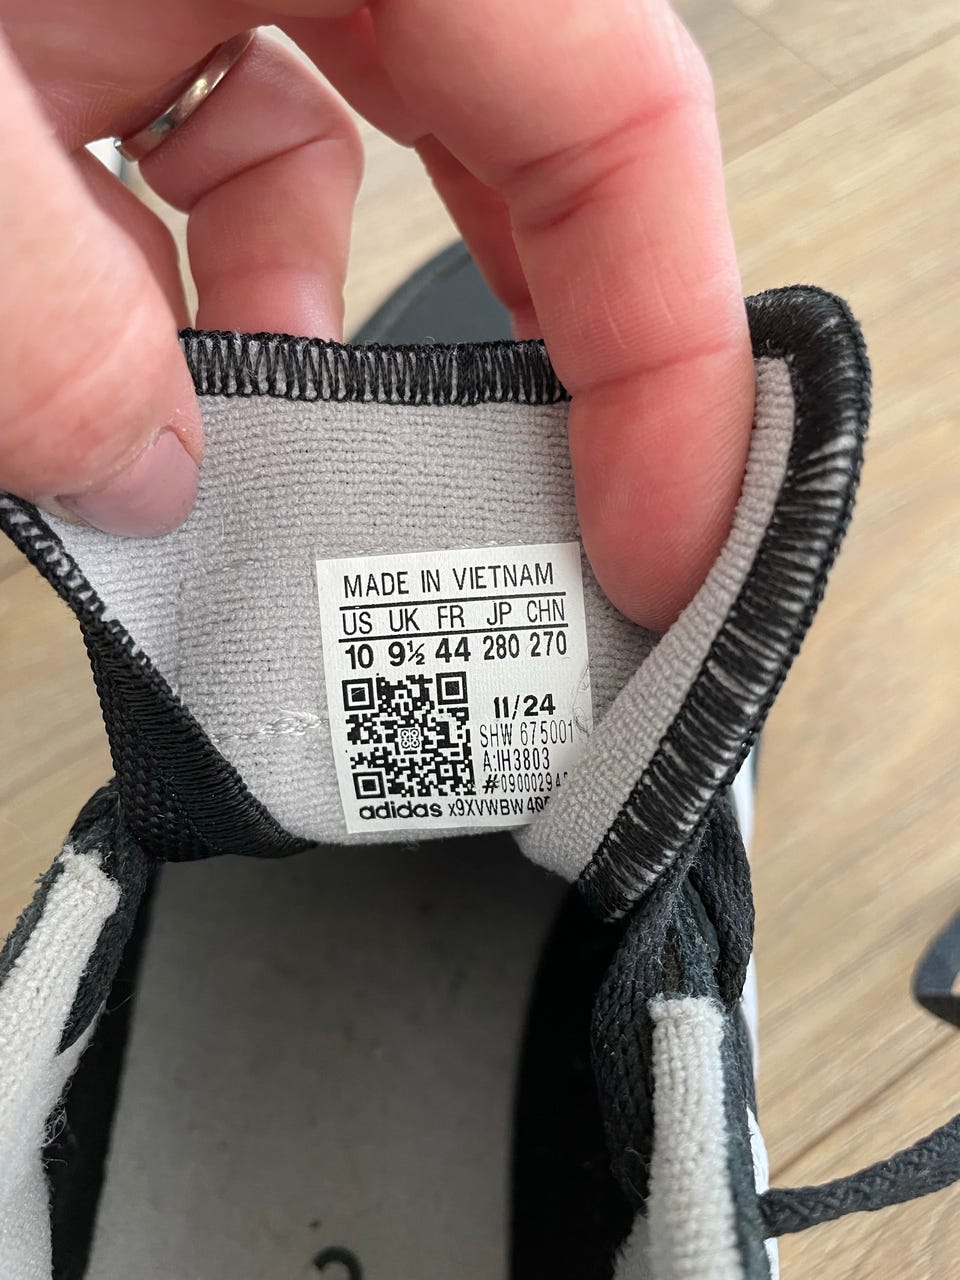 MADE IN VIETNAM
US UK FR JP CHN
10 9½ 44 280 270
11/24
SHW 675001
A:IH3803
adidas